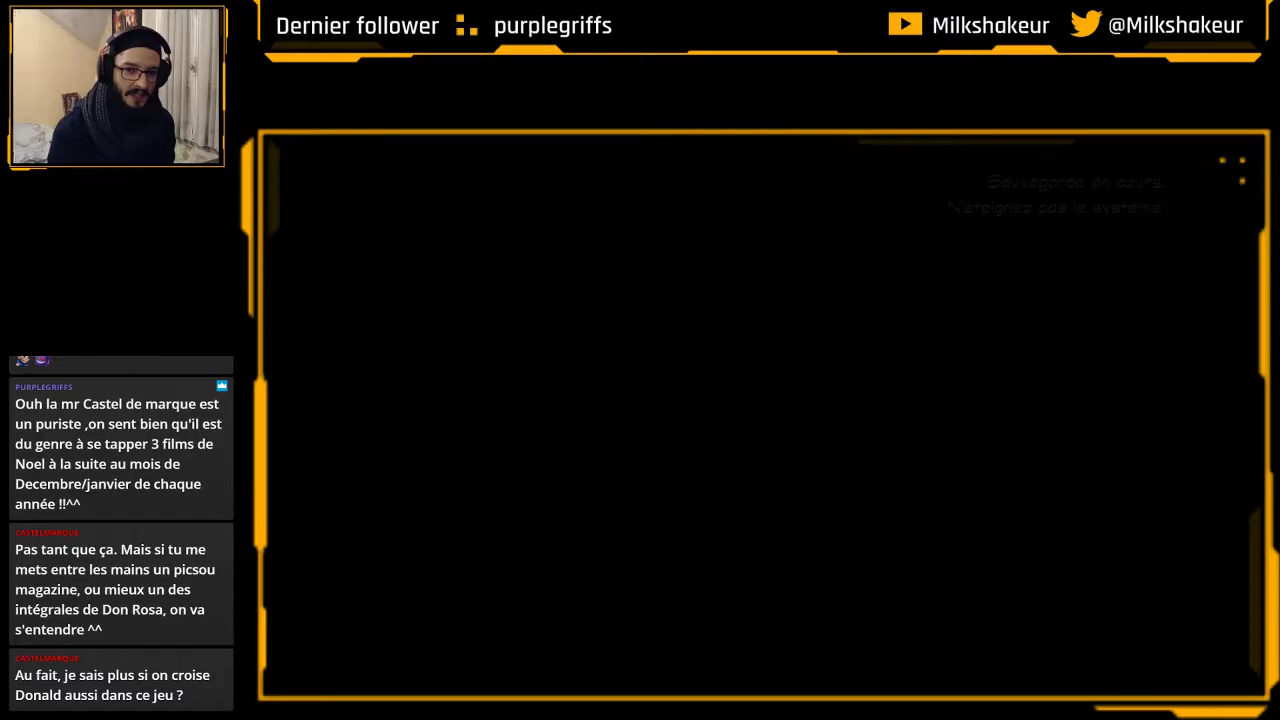 Dernier follower purplegriffs
Milkshakeur
@Milkshakeur
Sauvegarde en cours.
N'éteignez pas le système.
PURPLEGRIFFS
Ouh la mr Castel de marque est
un puriste ,on sent bien qu'il est
du genre à se tapper 3 films de
Noel à la suite au mois de
Decembre/janvier de chaque
année !!^^
CASTELMARQUE
Pas tant que ça. Mais si tu me
mets entre les mains un picsou
magazine, ou mieux un des
intégrales de Don Rosa, on va
s'entendre ^^
CASTELMARQUE
Au fait, je sais plus si on croise
Donald aussi dans ce jeu ?